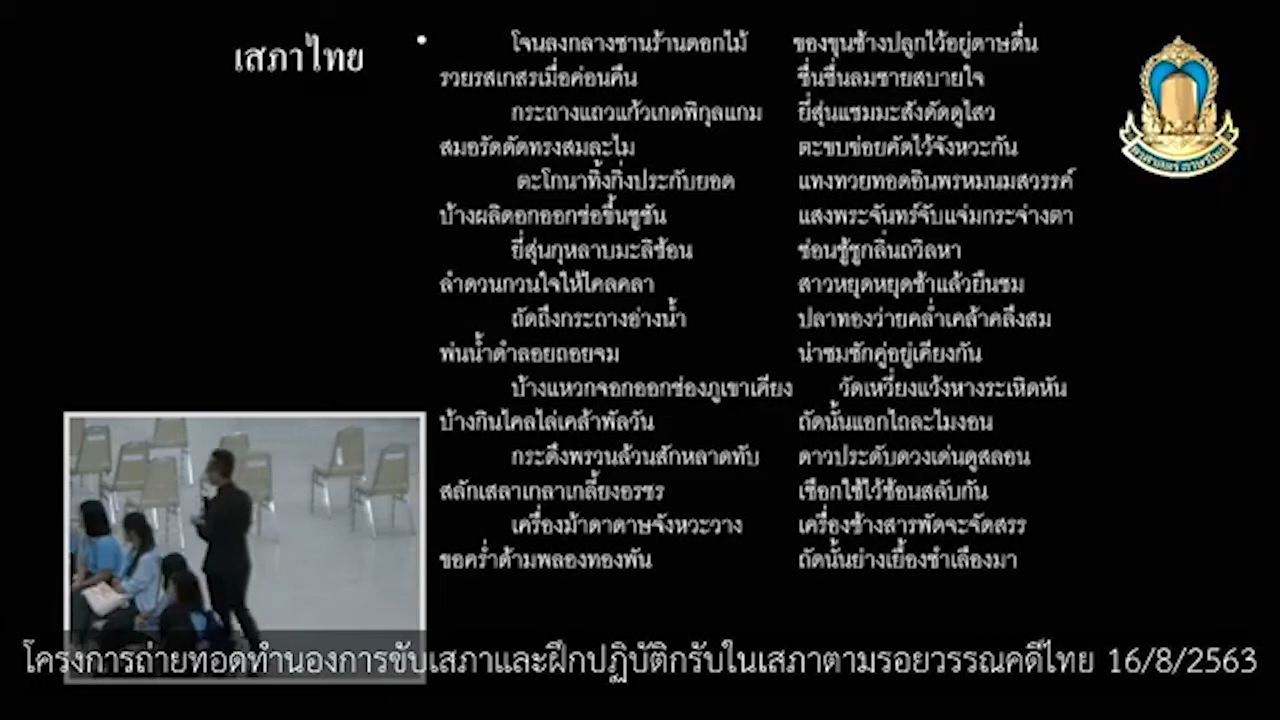 เสภาไทย
• โจนลงกลางชานร้านดอกไม้ ของขุนช้างปลูกไว้อยู่ดาษดื่น
รวยรสเกสรเมื่อค่อนคืน ชื่นชื่นลมชายสบายใจ
กระถางแถวแก้วเกดพิกุลแกม ยี่สุ่นแซมมะสังดัดดูไสว
สมอรัดดัดทรงสมละไม ตะขบข่อยคัดไว้จังหวะกัน
ตะโกนาทิ้งกิ่งประกับยอด แทงทวยทอดอินพรหมนมสวรรค์
บ้างผลิดอกออกช่อขึ้นชูชัน แสงพระจันทร์จับแจ่มกระจ่างตา
ยี่สุ่นกุหลาบมะลิซ้อน ซ่อนชู้ชูกลิ่นถวิลหา
ลำดวนกวนใจให้ไคลคลา สาวหยุดหยุดช้าแล้วยืนชม
ถัดถึงกระถางอ่างน้ำ ปลาทองว่ายคล่ำเคล้าคลึงสม
พ่นน้ำดำลอยถอยจม น่าชมชักคู่อยู่เคียงกัน
บ้างแหวกจอกออกช่องภูเขาเคียง วัดเหวี่ยงแว้งหางระเหิดหัน
บ้างกินไคลไล่เคล้าพัลวัน ถัดนั้นแอกไถละไมงอน
กระดึงพรวนล้วนสักหลาดทับ ดาวประดับดวงเด่นดูสลอน
สลักเสลาเกลาเกลี้ยงอรชร เชือกใช้ไว้ซ้อนสลับกัน
เครื่องม้าดาดาษจังหวะวาง เครื่องช้างสารพัดจะจัดสรร
ขอคร่ำด้ามพลองทองพัน ถัดนั้นย่างเยื้องชำเลืองมา
โครงการถ่ายทอดทำนองการขับเสภาและฝึกปฏิบัติกรับในเสภาตามรอยวรรณคดีไทย 16/8/2563